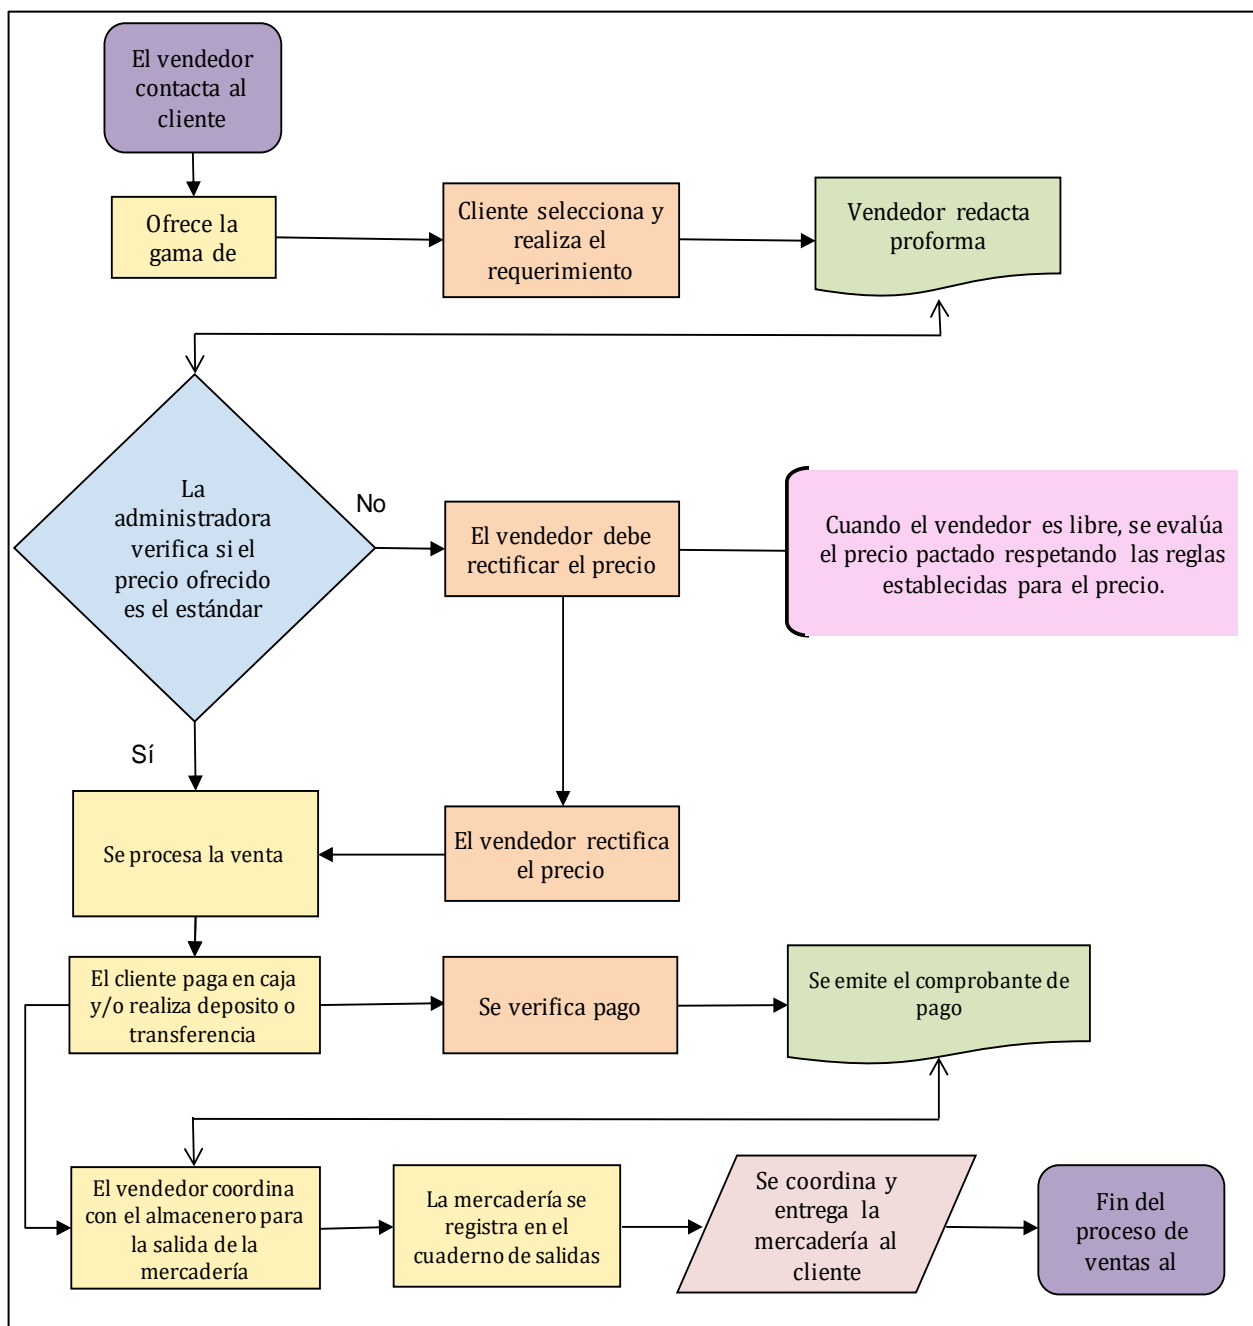 El vendedor
contacta al
cliente
Ofrece la
gama de
Cliente selecciona y
realiza el
requerimiento
Vendedor redacta
proforma
La
administradora
verifica si el
precio ofrecido
es el estándar
No
El vendedor debe
rectificar el precio
Cuando el vendedor es libre, se evalúa
el precio pactado respetando las reglas
establecidas para el precio.
Sí
Se procesa la venta
El vendedor rectifica
el precio
El cliente paga en caja
y/o realiza deposito o
transferencia
Se verifica pago
Se emite el comprobante de
pago
El vendedor coordina
con el almacenero para
la salida de la
mercadería
La mercadería se
registra en el
cuaderno de salidas
Se coordina y
entrega la
mercadería al
cliente
Fin del
proceso de
ventas al